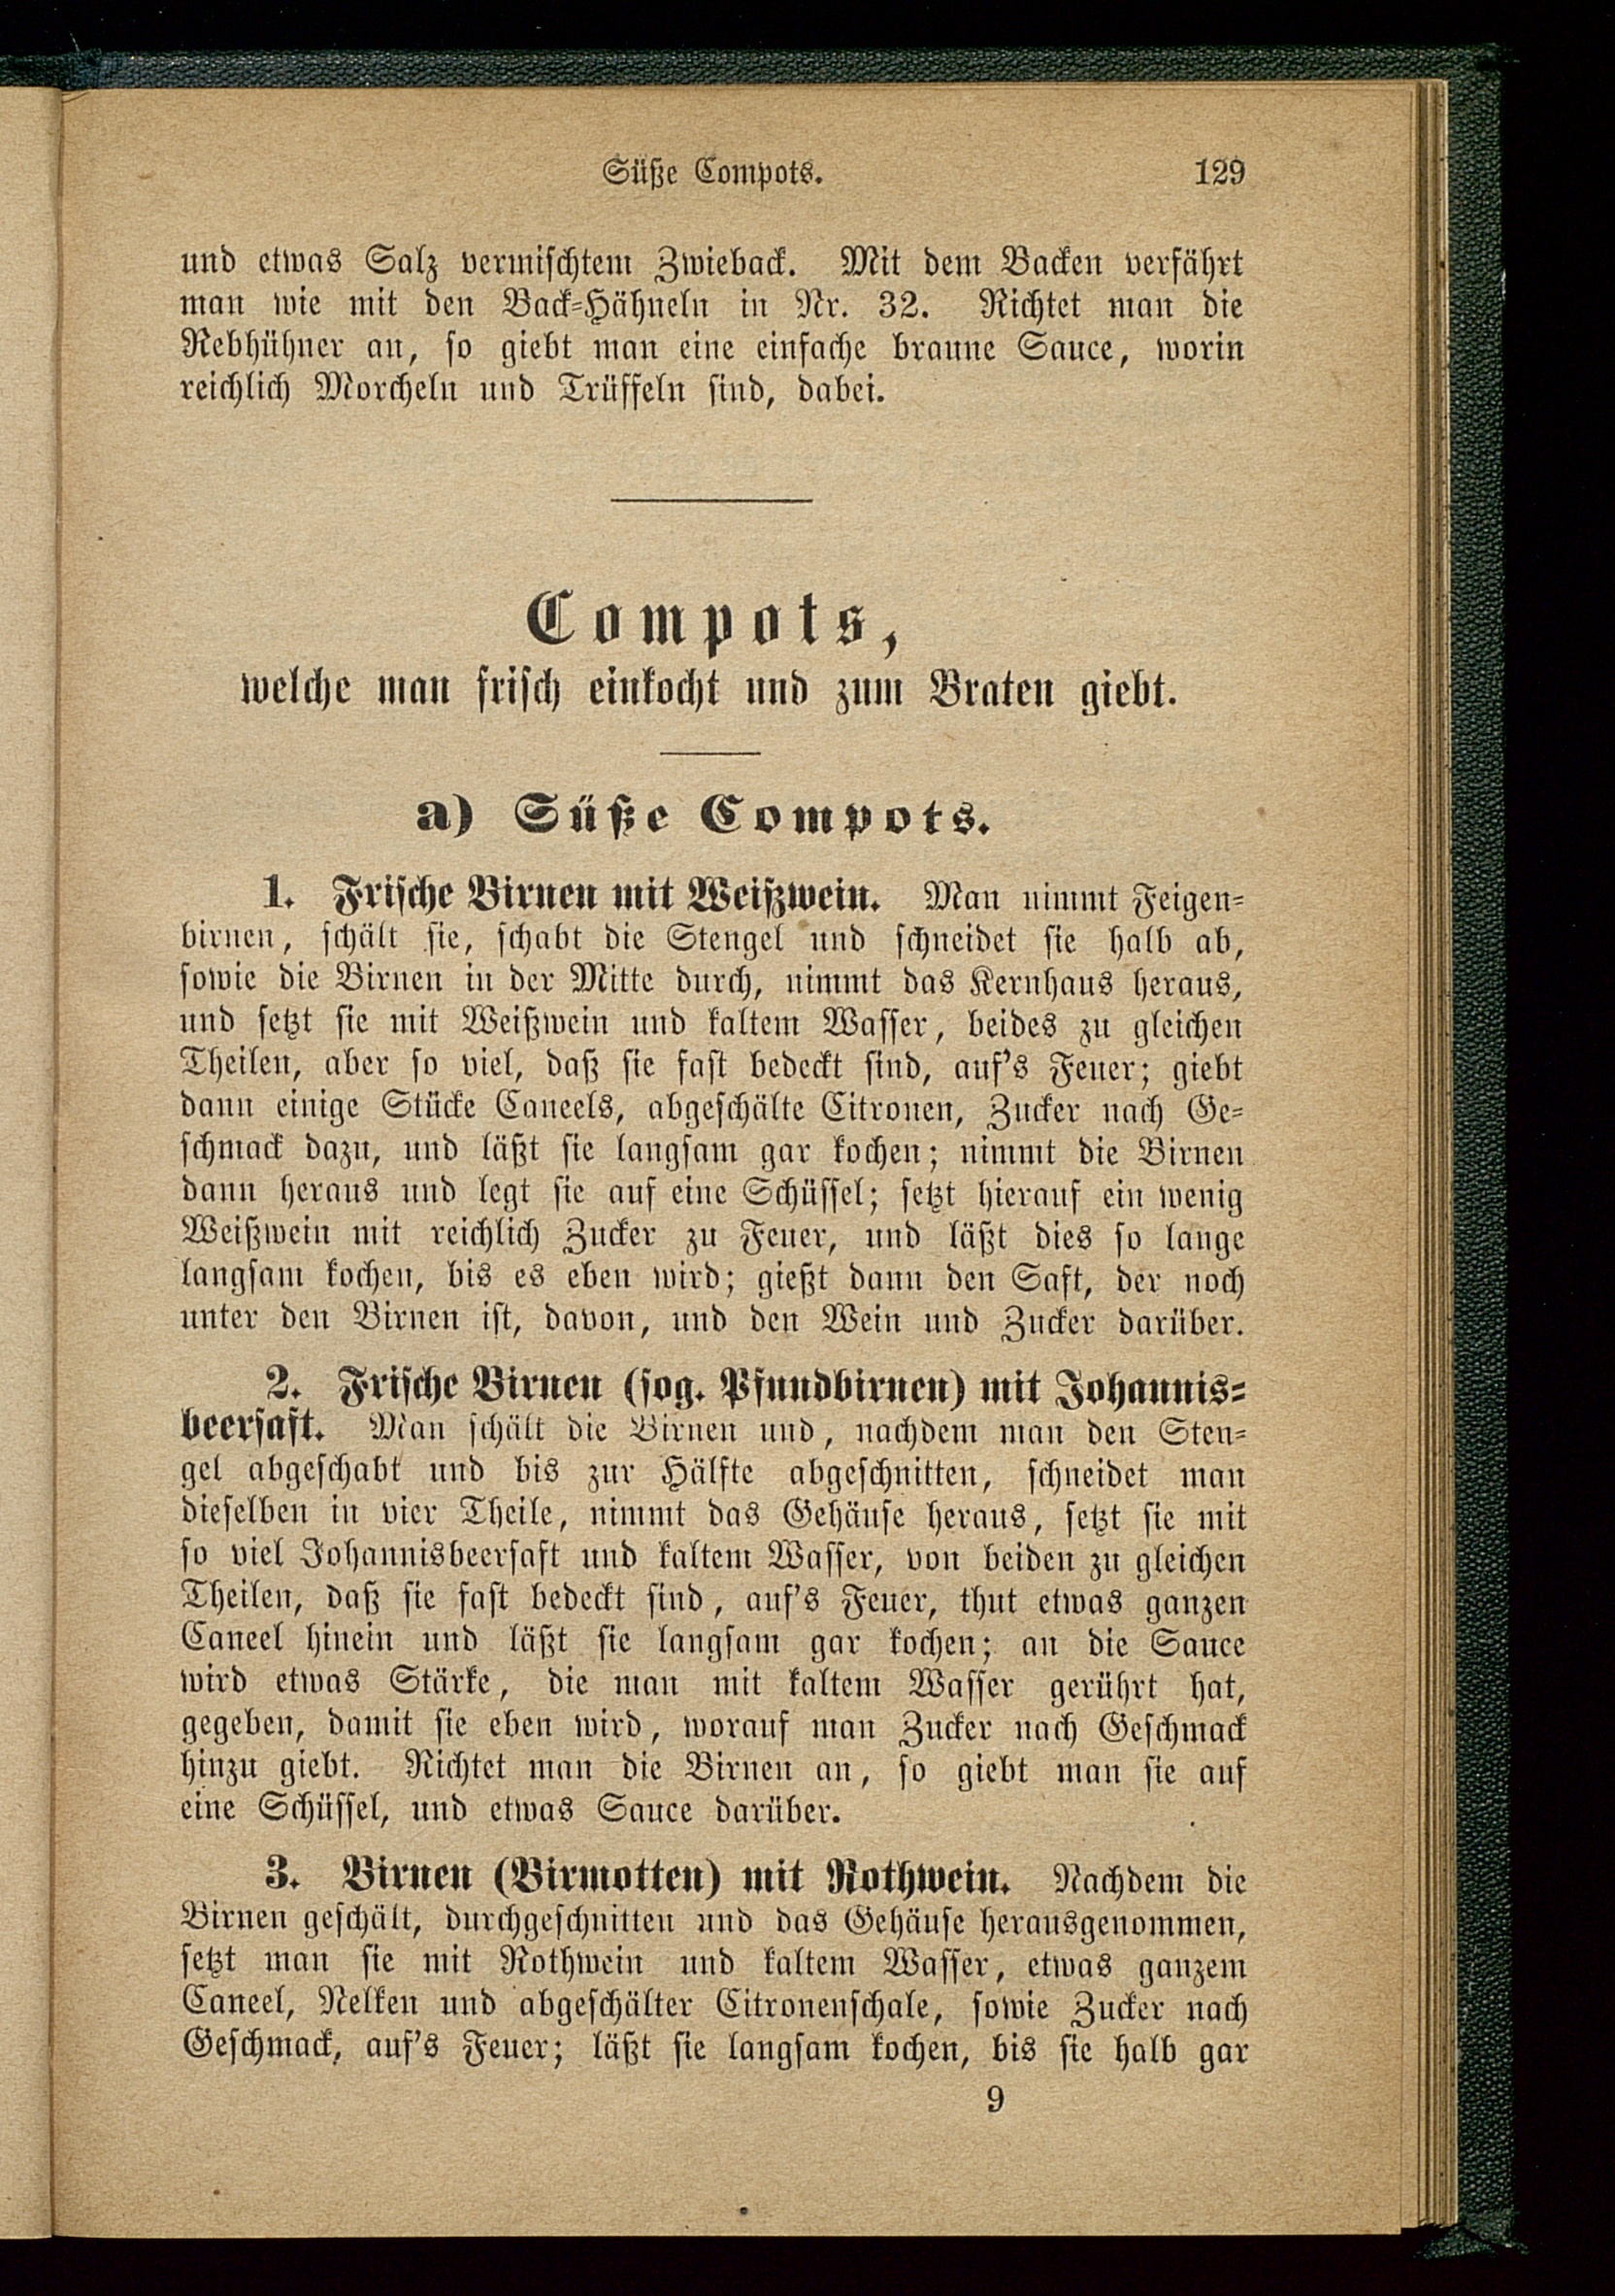 Süße Compots. 129
und etwas Salz vermischtem Zwieback. Mit dem Backen verfährt
man wie mit den Back-Hähneln in Nr. 32. Richtet man die
Rebhühner an, so giebt man eine einfache braune Sauce, worin
reichlich Morcheln und Trüffeln sind, dabei.
Compots,
welche man frisch einkocht und zum Braten giebt.
a) Süße Compots.
1. Frische Birnen mit Weißwein. Man nimmt Feigen-
birnen, schält sie, schabt die Stengel und schneidet sie halb ab,
sowie die Birnen in der Mitte durch, nimmt das Kernhaus heraus,
und setzt sie mit Weißwein und kaltem Wasser, beides zu gleichen
Theilen, aber so viel, daß sie fast bedeckt sind, auf's Feuer; giebt
dann einige Stücke Caneels, abgeschälte Citronen, Zucker nach Ge-
schmack dazu, und läßt sie langsam gar kochen; nimmt die Birnen
dann heraus und legt sie auf eine Schüssel; setzt hierauf ein wenig
Weißwein mit reichlich Zucker zu Feuer, und läßt dies so lange
langsam kochen, bis es eben wird; gießt dann den Saft, der noch
unter den Birnen ist, davon, und den Wein und Zucker darüber.
2. Frische Birnen (sog. Pfundbirnen) mit Johannis-
beersaft. Man schält die Birnen und, nachdem man den Sten-
gel abgeschabt und bis zur Hälfte abgeschnitten, schneidet man
dieselben in vier Theile, nimmt das Gehäuse heraus, setzt sie mit
so viel Johannisbeersaft und kaltem Wasser, von beiden zu gleichen
Theilen, daß sie fast bedeckt sind, auf's Feuer, thut etwas ganzen
Caneel hinein und läßt sie langsam gar kochen; an die Sauce
wird etwas Stärke, die man mit kaltem Wasser gerührt hat,
gegeben, damit sie eben wird, worauf man Zucker nach Geschmack
hinzu giebt. Richtet man die Birnen an, so giebt man sie auf
eine Schüssel, und etwas Sauce darüber.
3. Birnen (Birmotten) mit Rothwein. Nachdem die
Birnen geschält, durchgeschnitten und das Gehäuse herausgenommen,
setzt man sie mit Rothwein und kaltem Wasser, etwas ganzem
Caneel, Nelken und abgeschälter Citronenschale, sowie Zucker nach
Geschmack, auf's Feuer; läßt sie langsam kochen, bis sie halb gar
9